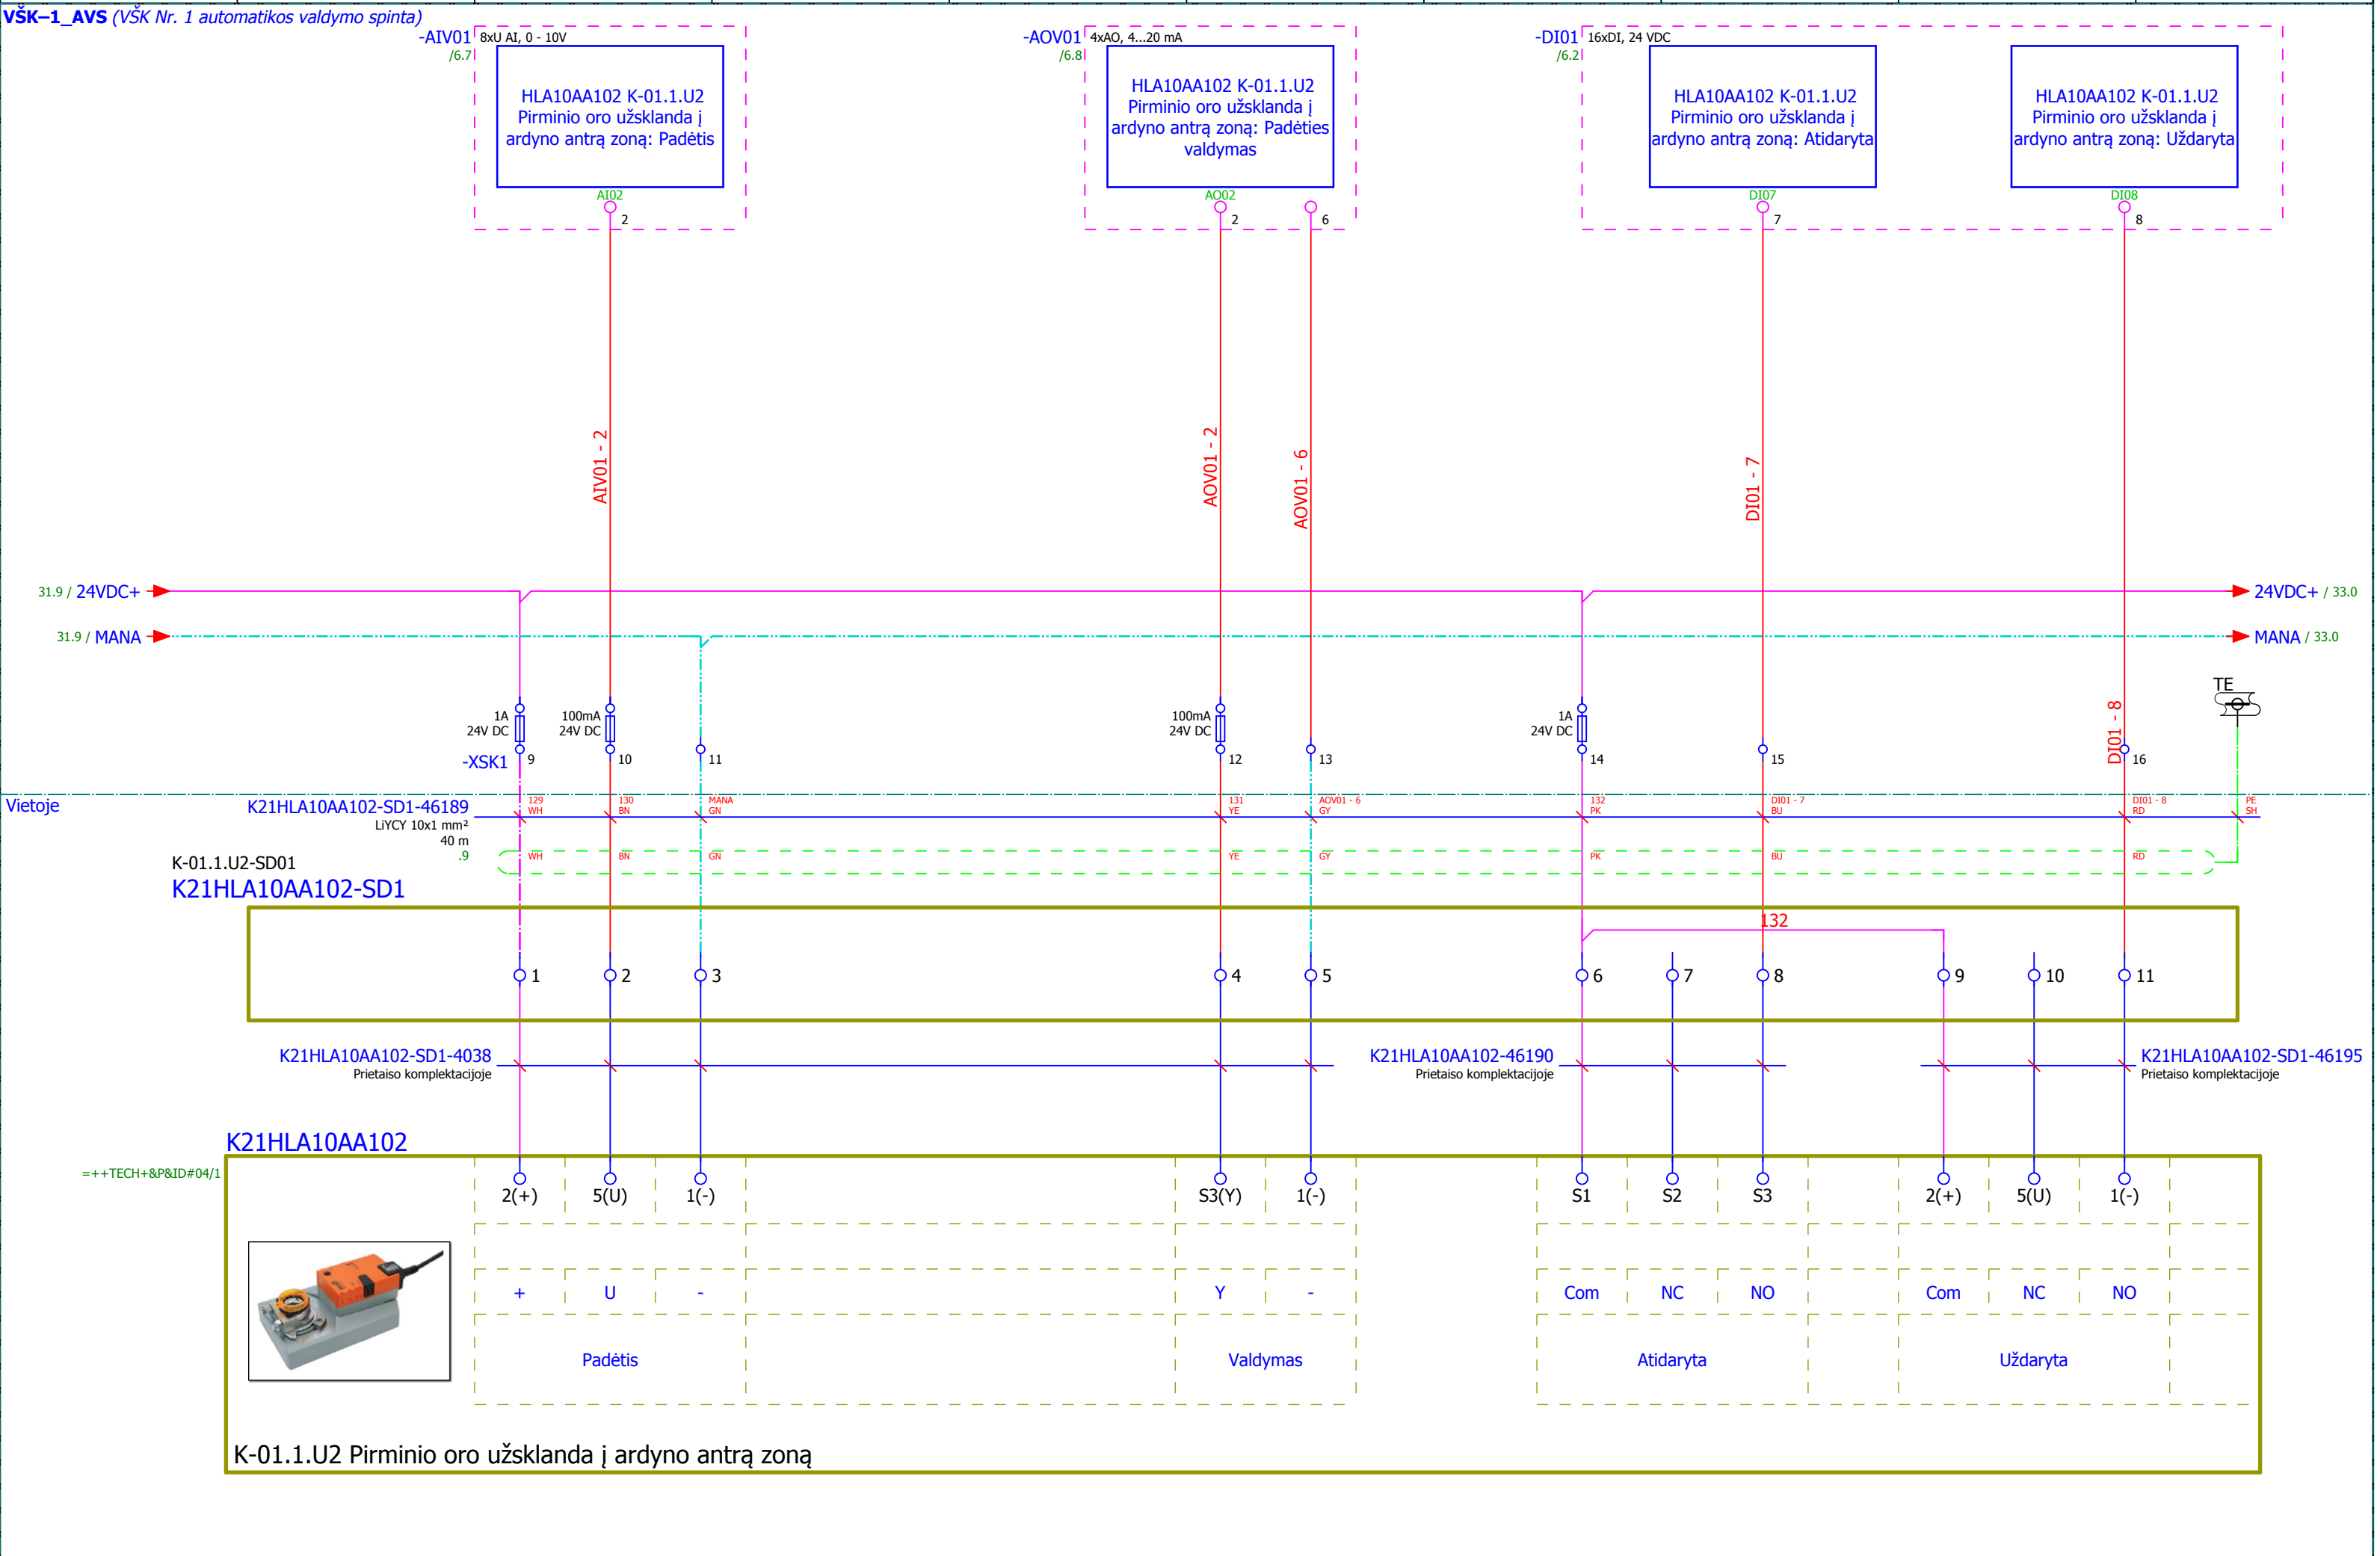 VŠK–1_AVS (VŠK Nr. 1 automatikos valdymo spinta)
-AIV01 8xU AI, 0 - 10V
/6.7
HLA10AA102 K-01.1.U2
Pirminio oro užsklanda į
ardyno antrą zoną: Padėtis
AI02
2
-AOV01 4xAO, 4...20 mA
/6.8
HLA10AA102 K-01.1.U2
Pirminio oro užsklanda į
ardyno antrą zoną: Padėties
valdymas
AO02
2
6
-DI01 16xDI, 24 VDC
/6.2
HLA10AA102 K-01.1.U2
Pirminio oro užsklanda į
ardyno antrą zoną: Atidaryta
DI07
7
HLA10AA102 K-01.1.U2
Pirminio oro užsklanda į
ardyno antrą zoną: Uždaryta
DI08
8
AIV01 - 2
AOV01 - 2
AOV01 - 6
DI01 - 7
DI01 - 8
31.9 / 24VDC+
24VDC+ / 33.0
31.9 / MANA
MANA / 33.0
TE
1A
24V DC
100mA
24V DC
100mA
24V DC
1A
24V DC
-XSK1 9 10 11 12 13 14 15 16
Vietoje
K21HLA10AA102-SD1-46189
LiYCY 10x1 mm²
40 m
.9
129 130 MANA 131 AOV01 - 6 132 DI01 - 7 DI01 - 8 PE
WH BN GN YE GY PK BU RD SH
WH BN GN YE GY PK BU RD
K-01.1.U2-SD01
K21HLA10AA102-SD1
132
1 2 3 4 5 6 7 8 9 10 11
K21HLA10AA102-SD1-4038
Prietaiso komplektacijoje
K21HLA10AA102-46190
Prietaiso komplektacijoje
K21HLA10AA102-SD1-46195
Prietaiso komplektacijoje
K21HLA10AA102
=++TECH+&P&ID#04/1
2(+) 5(U) 1(-) S3(Y) 1(-) S1 S2 S3 2(+) 5(U) 1(-)
+ U - Y - Com NC NO Com NC NO
Padėtis Valdymas Atidaryta Uždaryta
K-01.1.U2 Pirminio oro užsklanda į ardyno antrą zoną